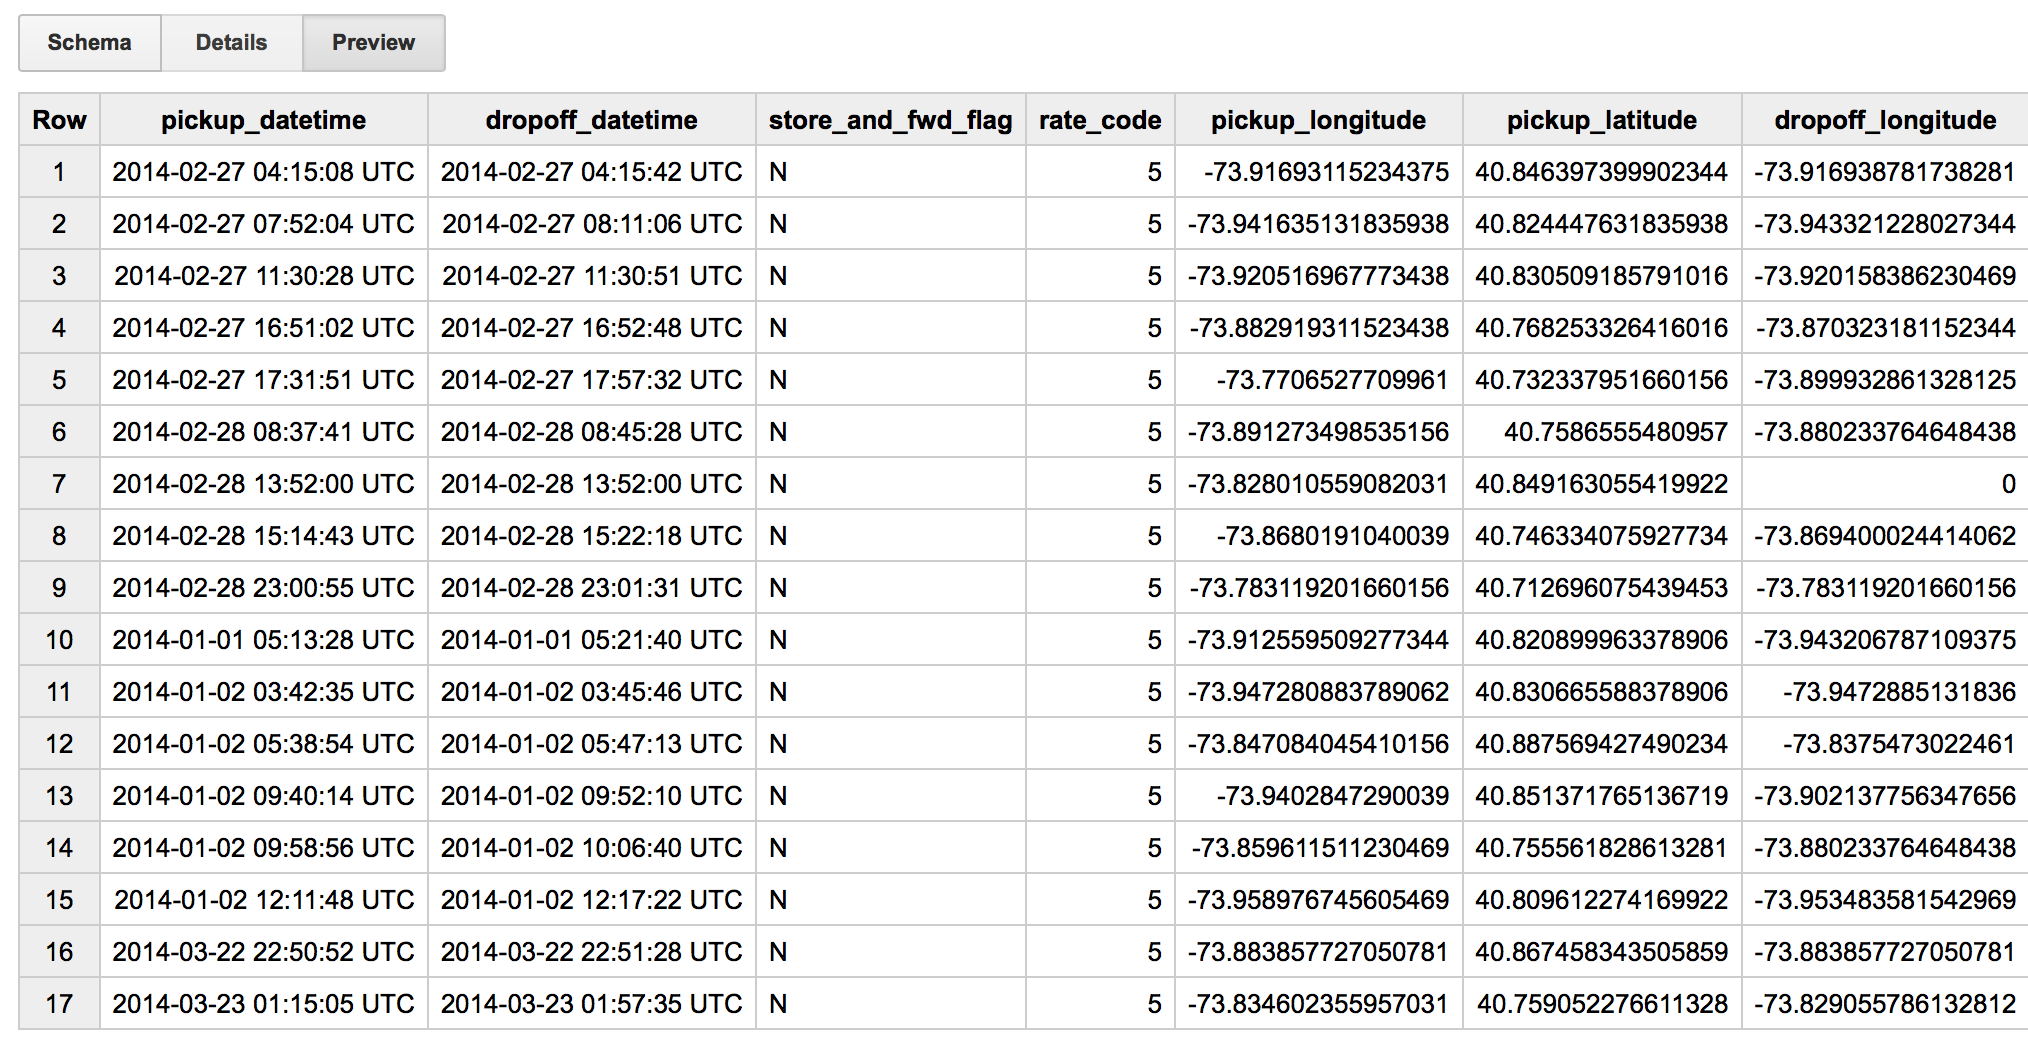 Schema Details Preview
Row pickup_datetime dropoff_datetime store_and_fwd_flag rate_code pickup_longitude pickup_latitude dropoff_longitude
1 2014-02-27 04:15:08 UTC 2014-02-27 04:15:42 UTC N 5 -73.91693115234375 40.846397399902344 -73.916938781738281
2 2014-02-27 07:52:04 UTC 2014-02-27 08:11:06 UTC N 5 -73.941635131835938 40.824447631835938 -73.943321228027344
3 2014-02-27 11:30:28 UTC 2014-02-27 11:30:51 UTC N 5 -73.920516967773438 40.830509185791016 -73.920158386230469
4 2014-02-27 16:51:02 UTC 2014-02-27 16:52:48 UTC N 5 -73.882919311523438 40.768253326416016 -73.870323181152344
5 2014-02-27 17:31:51 UTC 2014-02-27 17:57:32 UTC N 5 -73.7706527709961 40.732337951660156 -73.899932861328125
6 2014-02-28 08:37:41 UTC 2014-02-28 08:45:28 UTC N 5 -73.891273498535156 40.7586555480957 -73.880233764648438
7 2014-02-28 13:52:00 UTC 2014-02-28 13:52:00 UTC N 5 -73.828010559082031 40.849163055419922 0
8 2014-02-28 15:14:43 UTC 2014-02-28 15:22:18 UTC N 5 -73.8680191040039 40.746334075927734 -73.869400024414062
9 2014-02-28 23:00:55 UTC 2014-02-28 23:01:31 UTC N 5 -73.783119201660156 40.712696075439453 -73.783119201660156
10 2014-01-01 05:13:28 UTC 2014-01-01 05:21:40 UTC N 5 -73.912559509277344 40.820899963378906 -73.943206787109375
11 2014-01-02 03:42:35 UTC 2014-01-02 03:45:46 UTC N 5 -73.947280883789062 40.830665588378906 -73.9472885131836
12 2014-01-02 05:38:54 UTC 2014-01-02 05:47:13 UTC N 5 -73.847084045410156 40.887569427490234 -73.8375473022461
13 2014-01-02 09:40:14 UTC 2014-01-02 09:52:10 UTC N 5 -73.9402847290039 40.851371765136719 -73.902137756347656
14 2014-01-02 09:58:56 UTC 2014-01-02 10:06:40 UTC N 5 -73.859611511230469 40.755561828613281 -73.880233764648438
15 2014-01-02 12:11:48 UTC 2014-01-02 12:17:22 UTC N 5 -73.958976745605469 40.809612274169922 -73.953483581542969
16 2014-03-22 22:50:52 UTC 2014-03-22 22:51:28 UTC N 5 -73.883857727050781 40.867458343505859 -73.883857727050781
17 2014-03-23 01:15:05 UTC 2014-03-23 01:57:35 UTC N 5 -73.834602355957031 40.759052276611328 -73.829055786132812